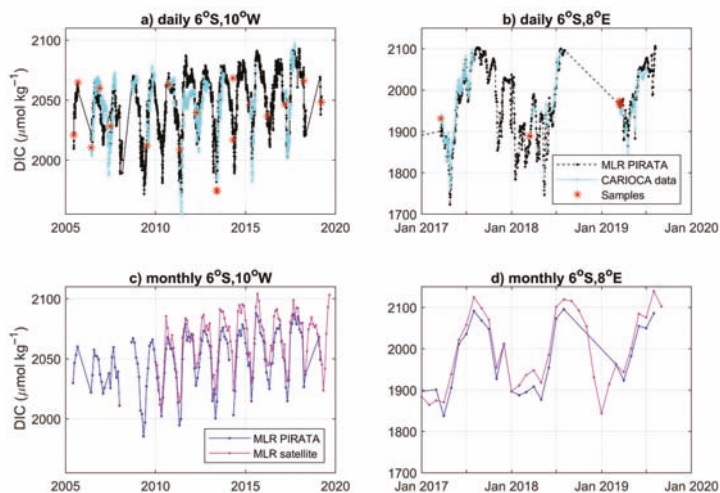 a) daily 6°S,10°W
b) daily 6°S,8°E
DIC (μmol kg⁻¹)
2100
2050
2000
2005
2010
2015
2020
2100
2000
1900
1800
1700
Jan 2017
Jan 2018
Jan 2019
Jan 2020
MLR PIRATA
CARIOCA data
Samples
c) monthly 6°S,10°W
d) monthly 6°S,8°E
DIC (μmol kg⁻¹)
2100
2050
2000
2005
2010
2015
2020
MLR PIRATA
MLR satellite
2100
2000
1900
1800
1700
Jan 2017
Jan 2018
Jan 2019
Jan 2020